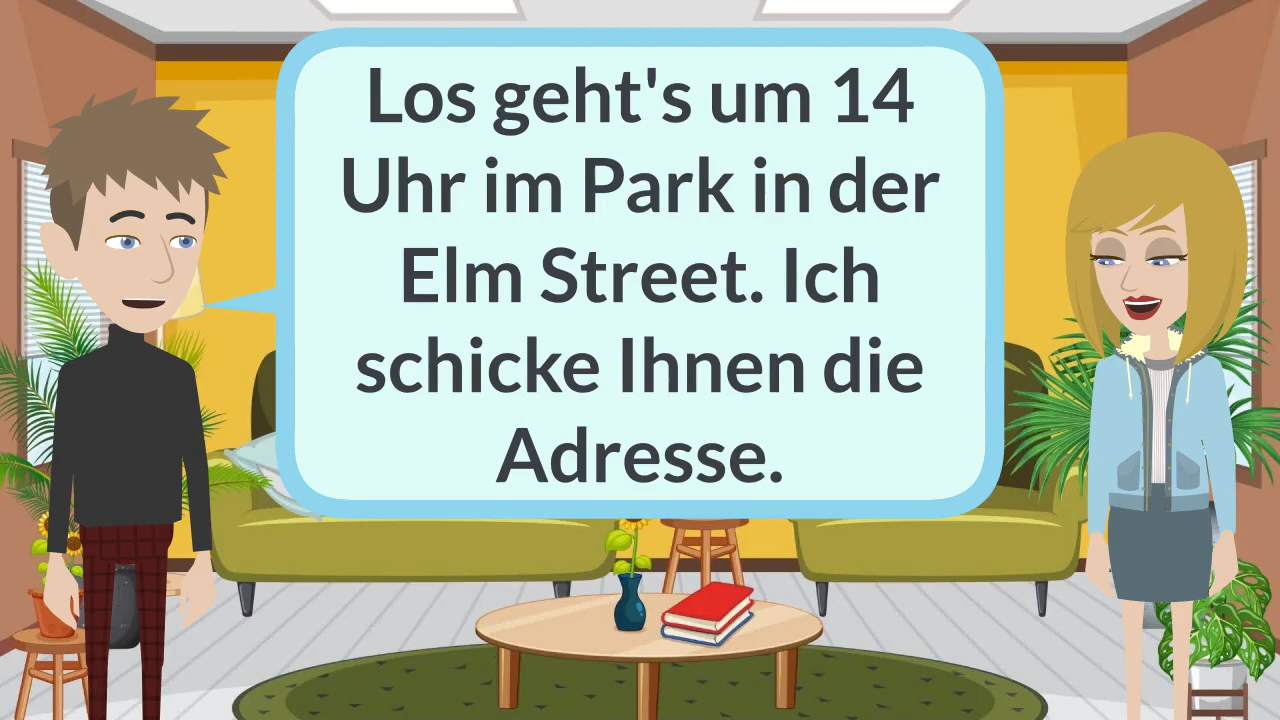 Los geht's um 14
Uhr im Park in der
Elm Street. Ich
schicke Ihnen die
Adresse.